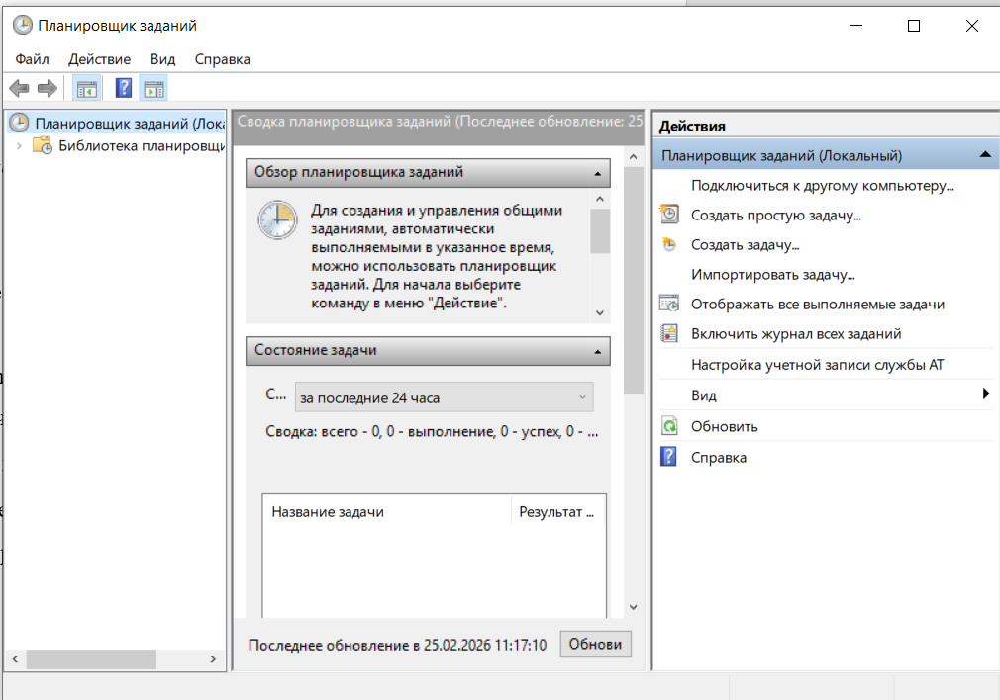 Планировщик заданий
Файл Действие Вид Справка
Планировщик заданий (Лока
Библиотека планировщи
Сводка планировщика заданий (Последнее обновление: 25
Обзор планировщика заданий
Для создания и управления общими
заданиями, автоматически
выполняемыми в указанное время,
можно использовать планировщик
заданий. Для начала выберите
команду в меню "Действие".
Состояние задачи
С... за последние 24 часа
Сводка: всего - 0, 0 - выполнение, 0 - успех, 0 - ...
Название задачи Результат ...
Последнее обновление в 25.02.2026 11:17:10 Обнови
Действия
Планировщик заданий (Локальный)
Подключиться к другому компьютеру...
Создать простую задачу...
Создать задачу...
Импортировать задачу...
Отображать все выполняемые задачи
Включить журнал всех заданий
Настройка учетной записи службы AT
Вид
Обновить
Справка